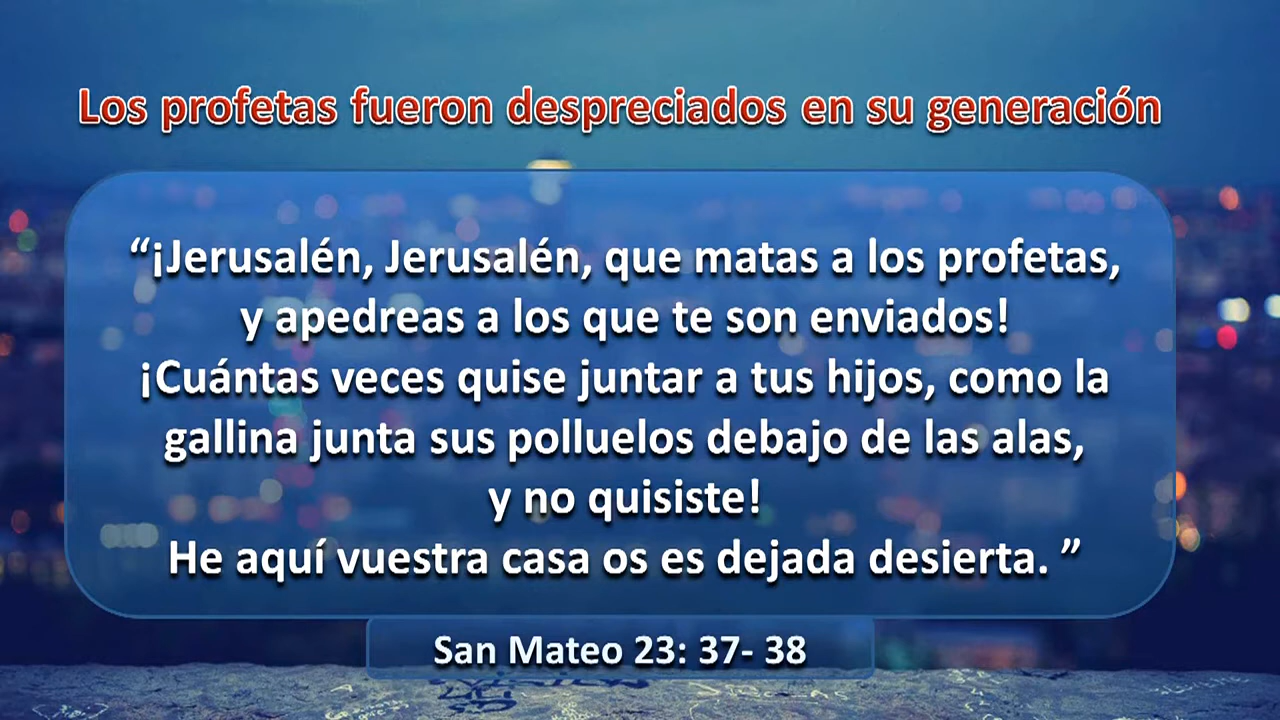 Los profetas fueron despreciados en su generación
“¡Jerusalén, Jerusalén, que matas a los profetas,
y apedreas a los que te son enviados!
¡Cuántas veces quise juntar a tus hijos, como la
gallina junta sus polluelos debajo de las alas,
y no quisiste!
He aquí vuestra casa os es dejada desierta. ”
San Mateo 23: 37- 38